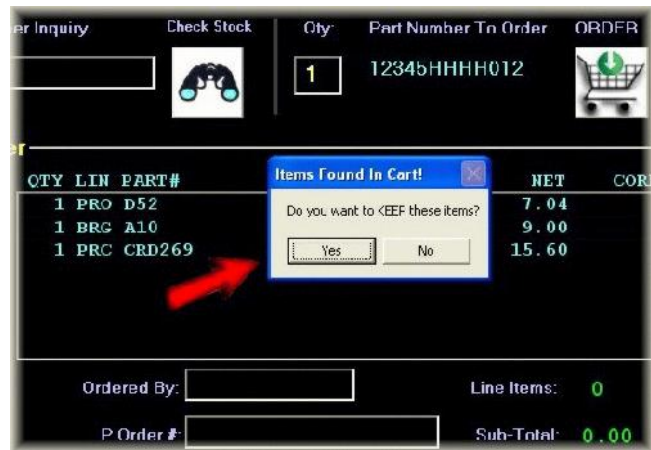 er Inquiry Check Stock Qty: Part Number To Order ORDER
1 12345HHHH012
er
QTY LIN PART# NET COR
1 PRO D52 7.04
1 BRG A10 9.00
1 PRC CRD269 15.60
Items Found In Cart!
Do you want to KEEP these items?
Yes No
Ordered By: Line Items: 0
P Order #: Sub-Total: 0.00